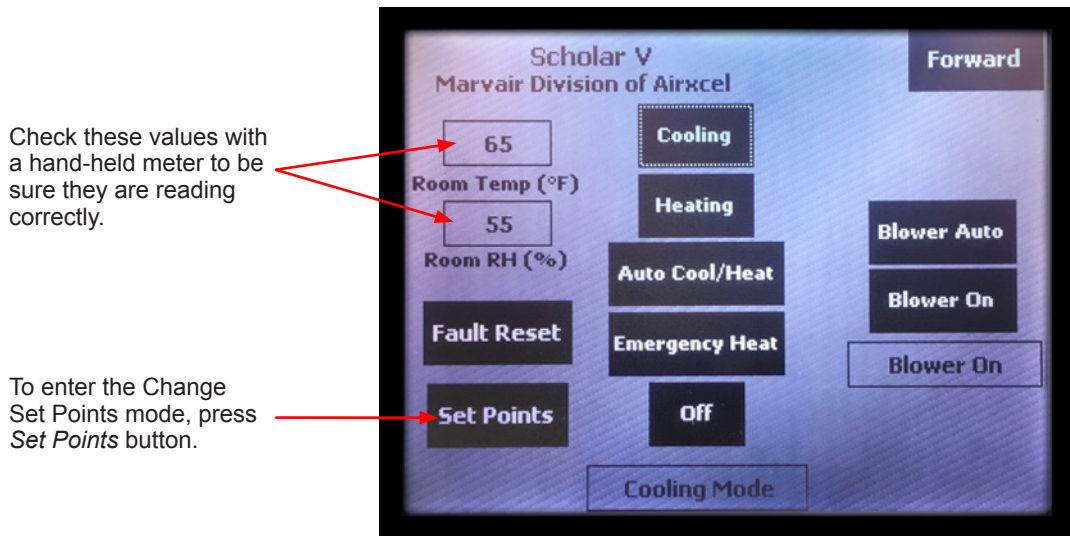 Check these values with
a hand-held meter to be
sure they are reading
correctly.
To enter the Change
Set Points mode, press
Set Points button.
Scholar V
Marvair Division of Airxcel
Forward
65
Room Temp (°F)
55
Room RH (%)
Fault Reset
Set Points
Cooling
Heating
Auto Cool/Heat
Emergency Heat
Off
Cooling Mode
Blower Auto
Blower On
Blower On